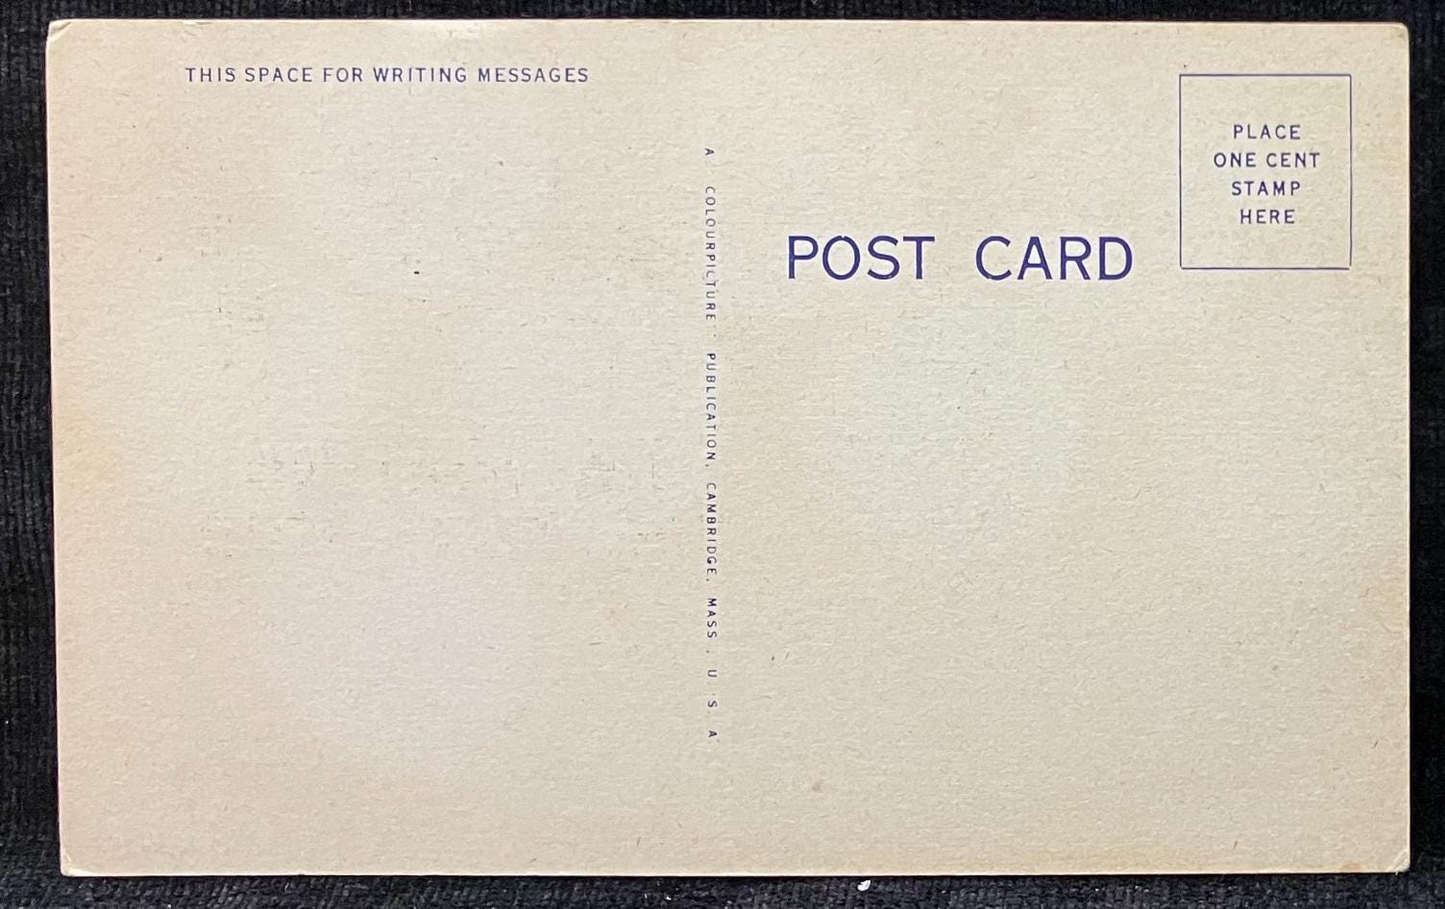 THIS SPACE FOR WRITING MESSAGES
A COLOURPICTURE PUBLICATION, CAMBRIDGE, MASS., U. S. A
POST CARD
PLACE
ONE CENT
STAMP
HERE